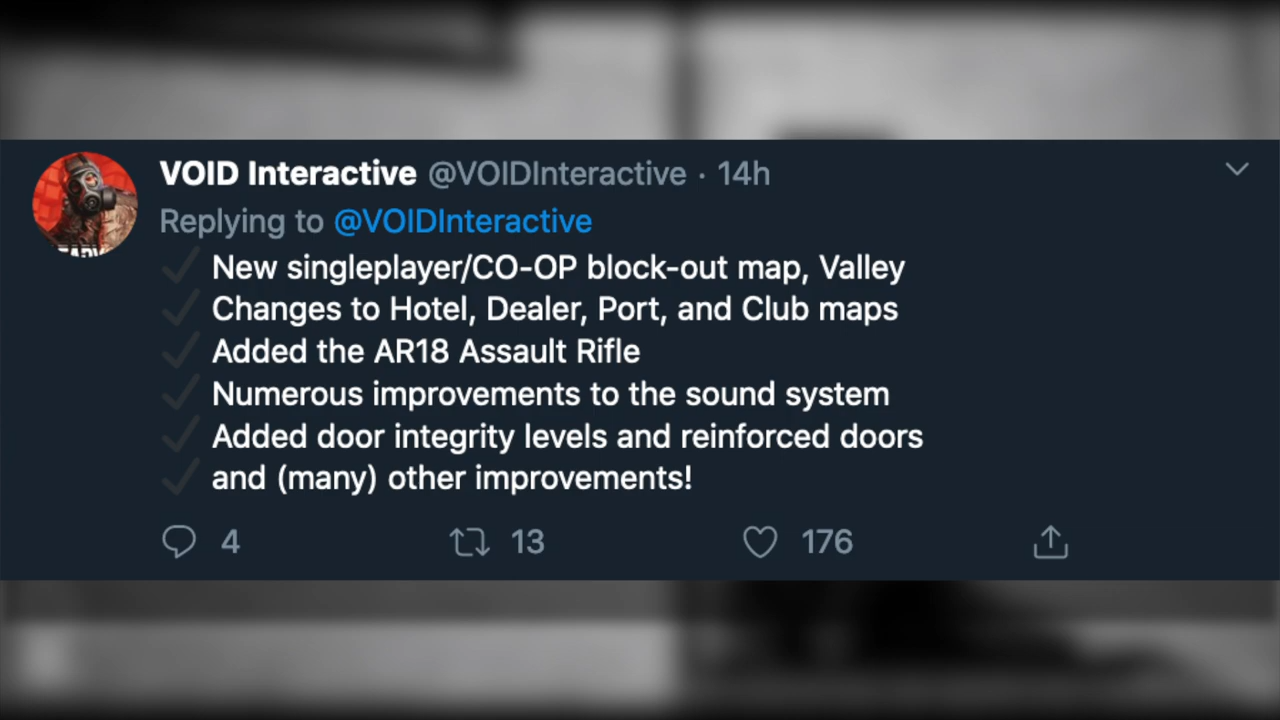 VOID Interactive @VOIDInteractive · 14h
Replying to @VOIDInteractive
New singleplayer/CO-OP block-out map, Valley
Changes to Hotel, Dealer, Port, and Club maps
Added the AR18 Assault Rifle
Numerous improvements to the sound system
Added door integrity levels and reinforced doors
and (many) other improvements!
4 13 176